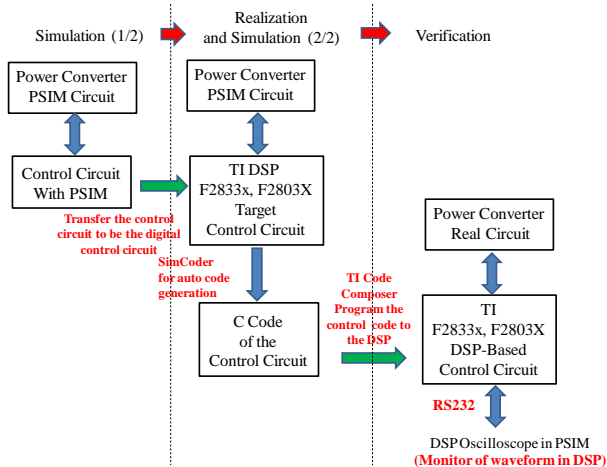 Simulation (1/2)
Realization
and Simulation (2/2)
Verification
Power Converter
PSIM Circuit
Control Circuit
With PSIM
Transfer the control
circuit to be the digital
control circuit
Power Converter
PSIM Circuit
TI DSP
F2833x, F2803X
Target
Control Circuit
SimCoder
for auto code
generation
C Code
of the
Control Circuit
TI Code
Composer
Program the
control code to
the DSP
Power Converter
Real Circuit
TI
F2833x, F2803X
DSP-Based
Control Circuit
RS232
DSP Oscilloscope in PSIM
(Monitor of waveform in DSP)